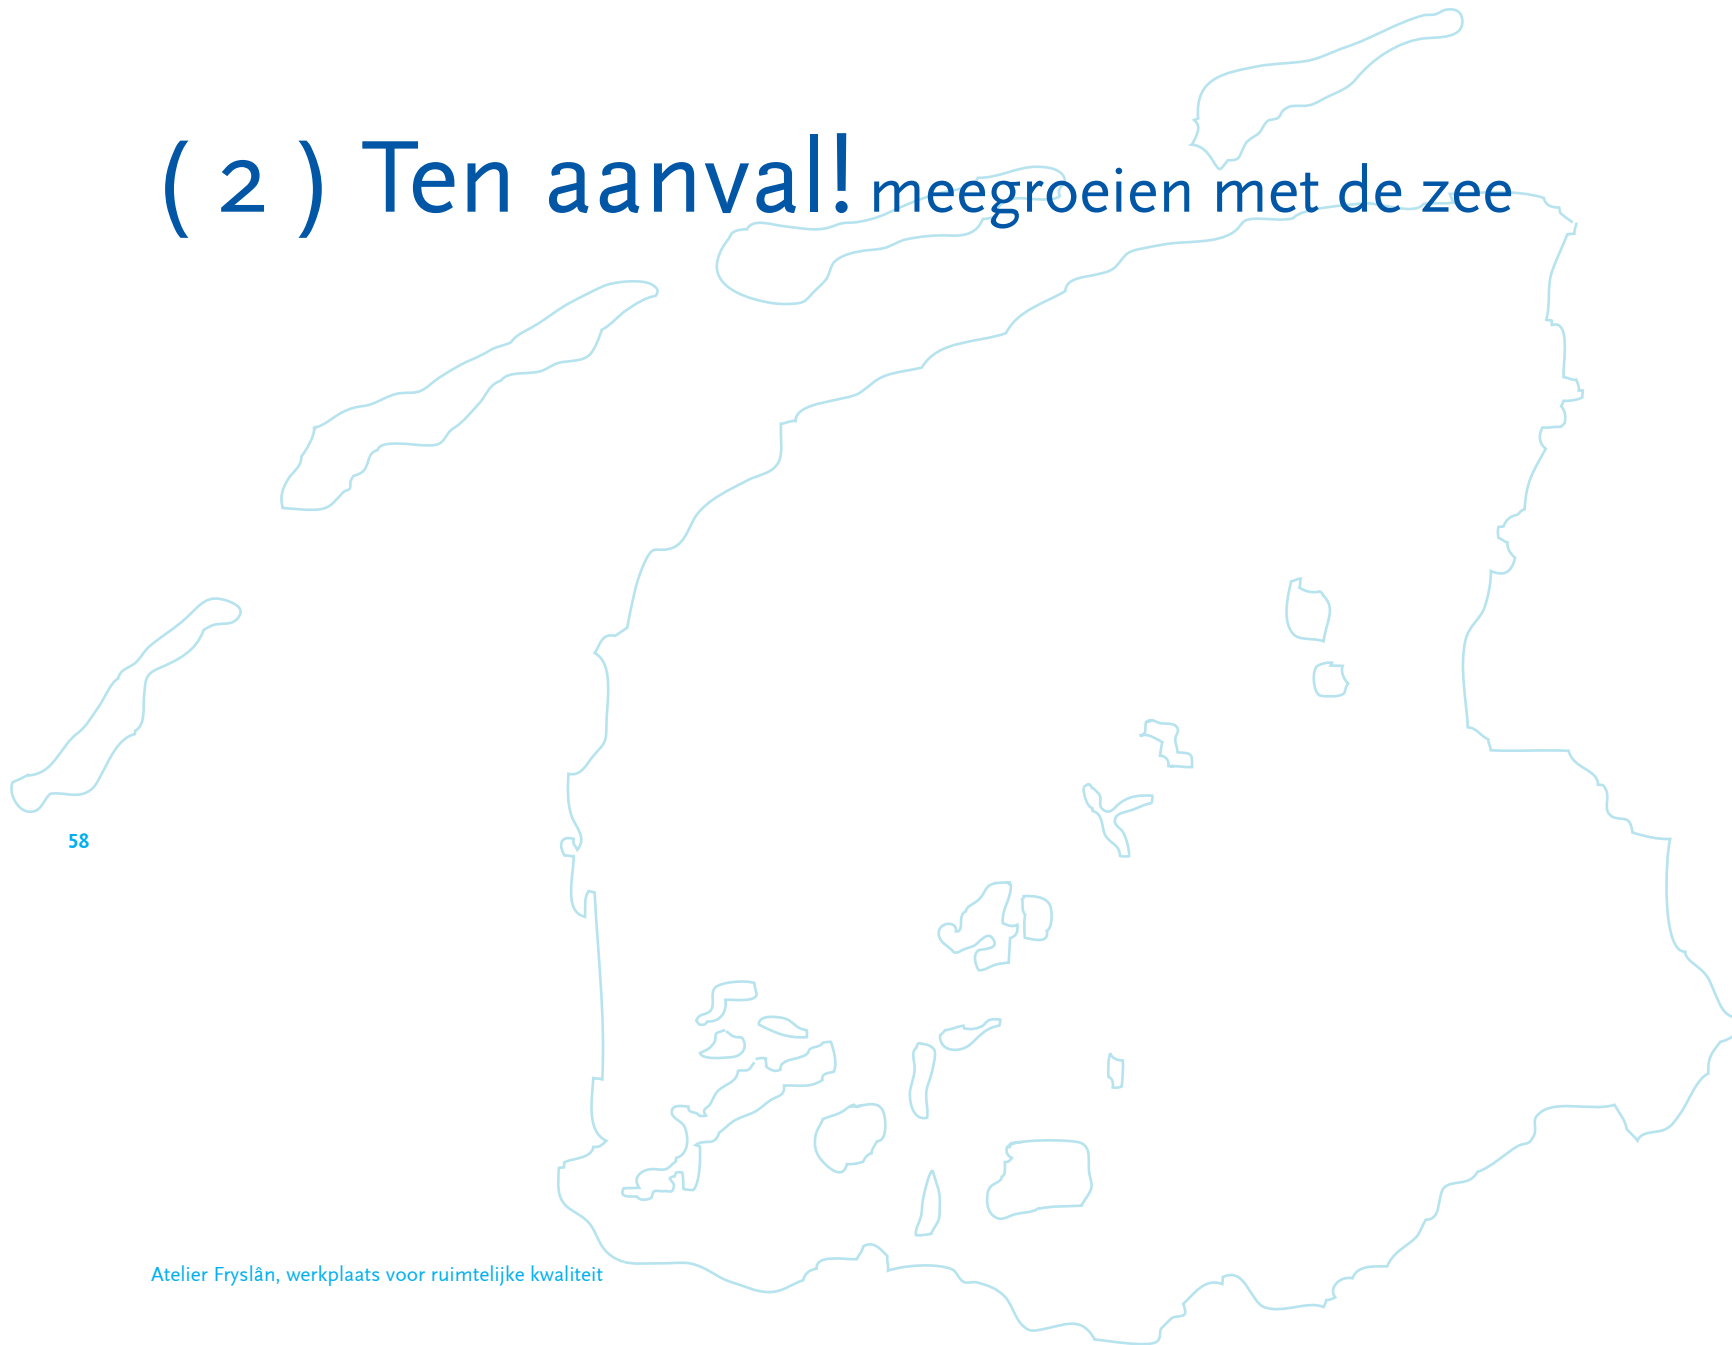 ( 2 ) Ten aanval! meegroeien met de zee
58
Atelier Fryslân, werkplaats voor ruimtelijke kwaliteit